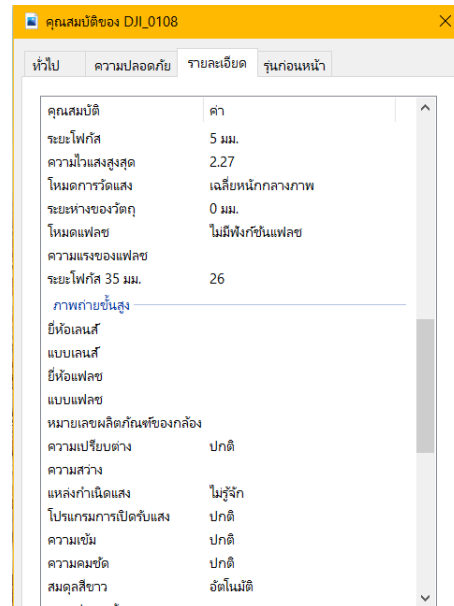 คุณสมบัติของ DJI_0108
ทั่วไป ความปลอดภัย รายละเอียด รุ่นก่อนหน้า
คุณสมบัติ ค่า
ระยะโฟกัส 5 มม.
ความไวแสงสูงสุด 2.27
โหมดการวัดแสง เฉลี่ยหนักกลางภาพ
ระยะห่างของวัตถุ 0 มม.
โหมดแฟลช ไม่มีฟังก์ชันแฟลช
ความแรงของแฟลช
ระยะโฟกัส 35 มม. 26
ภาพถ่ายขั้นสูง
ยี่ห้อเลนส์
แบบเลนส์
ยี่ห้อแฟลช
แบบแฟลช
หมายเลขผลิตภัณฑ์ของกล้อง
ความเปรียบต่าง ปกติ
ความสว่าง
แหล่งกำเนิดแสง ไม่รู้จัก
โปรแกรมการเปิดรับแสง ปกติ
ความเข้ม ปกติ
ความคมชัด ปกติ
สมดุลสีขาว อัตโนมัติ